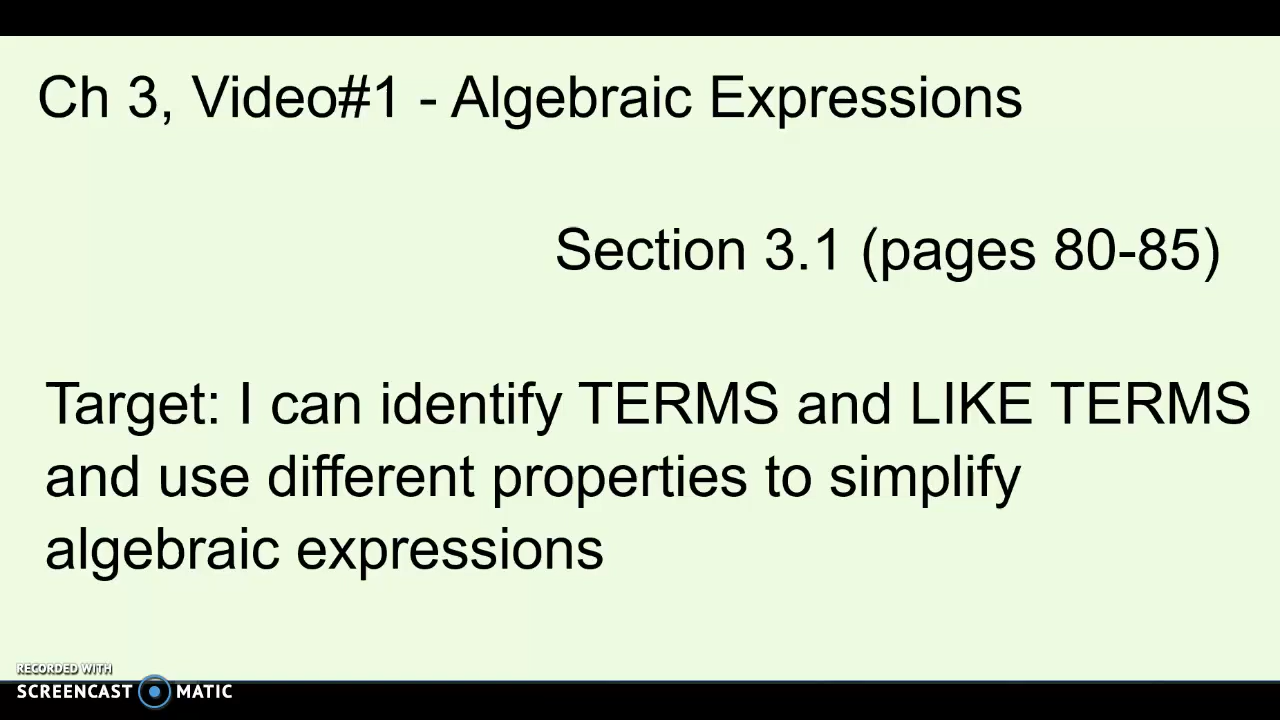 Ch 3, Video#1 - Algebraic Expressions
Section 3.1 (pages 80-85)
Target: I can identify TERMS and LIKE TERMS
and use different properties to simplify
algebraic expressions
RECORDED WITH
SCREENCAST MATIC